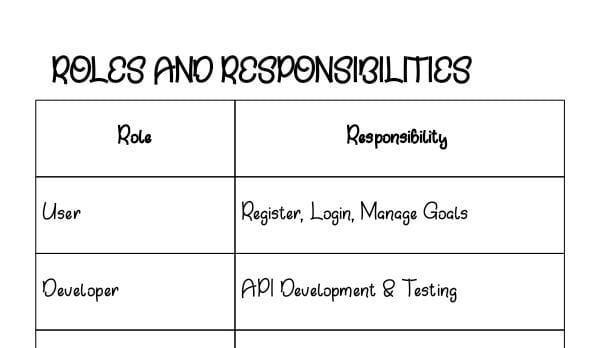 ROLES AND RESPONSIBILITIES
Role Responsibility
User Register, Login, Manage Goals
Developer API Development & Testing